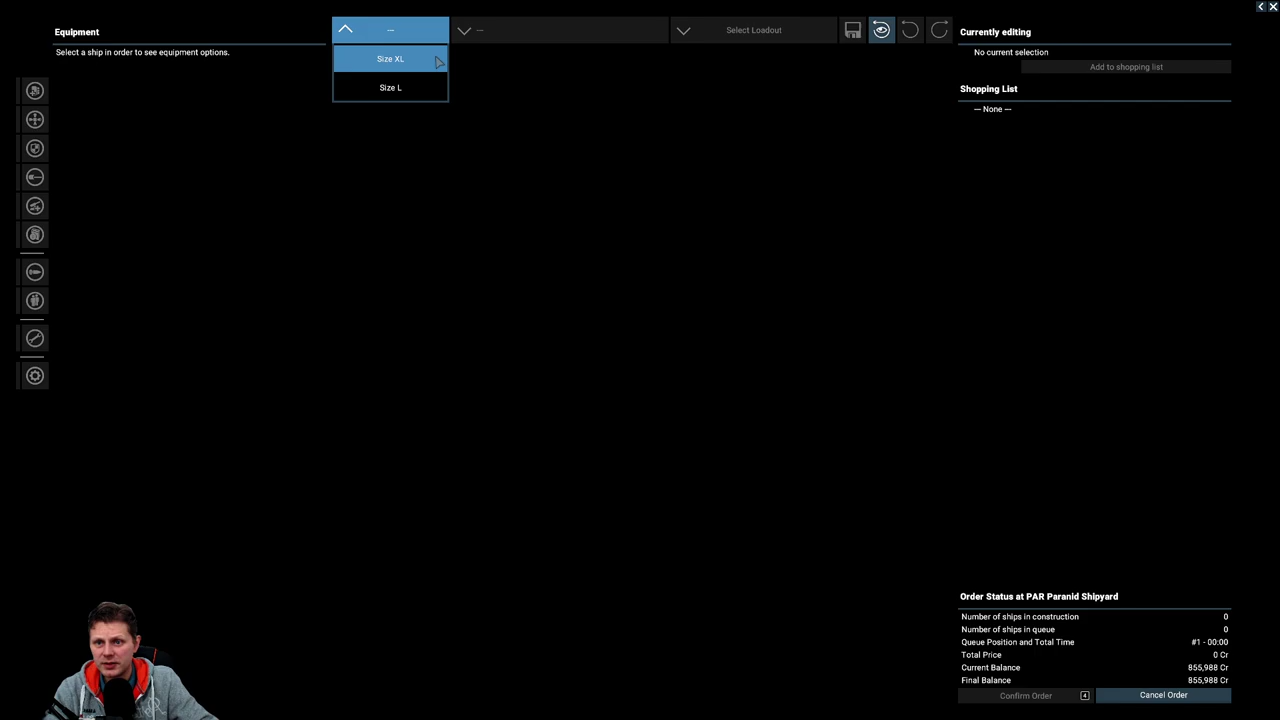 Equipment
Select a ship in order to see equipment options.
--
Size XL
Size L
--
Select Loadout
Currently editing
No current selection
Add to shopping list
Shopping List
-- None --
Order Status at PAR Paranid Shipyard
Number of ships in construction 0
Number of ships in queue 0
Queue Position and Total Time #1 - 00:00
Total Price 0 Cr
Current Balance 855,988 Cr
Final Balance 855,988 Cr
Confirm Order 4
Cancel Order